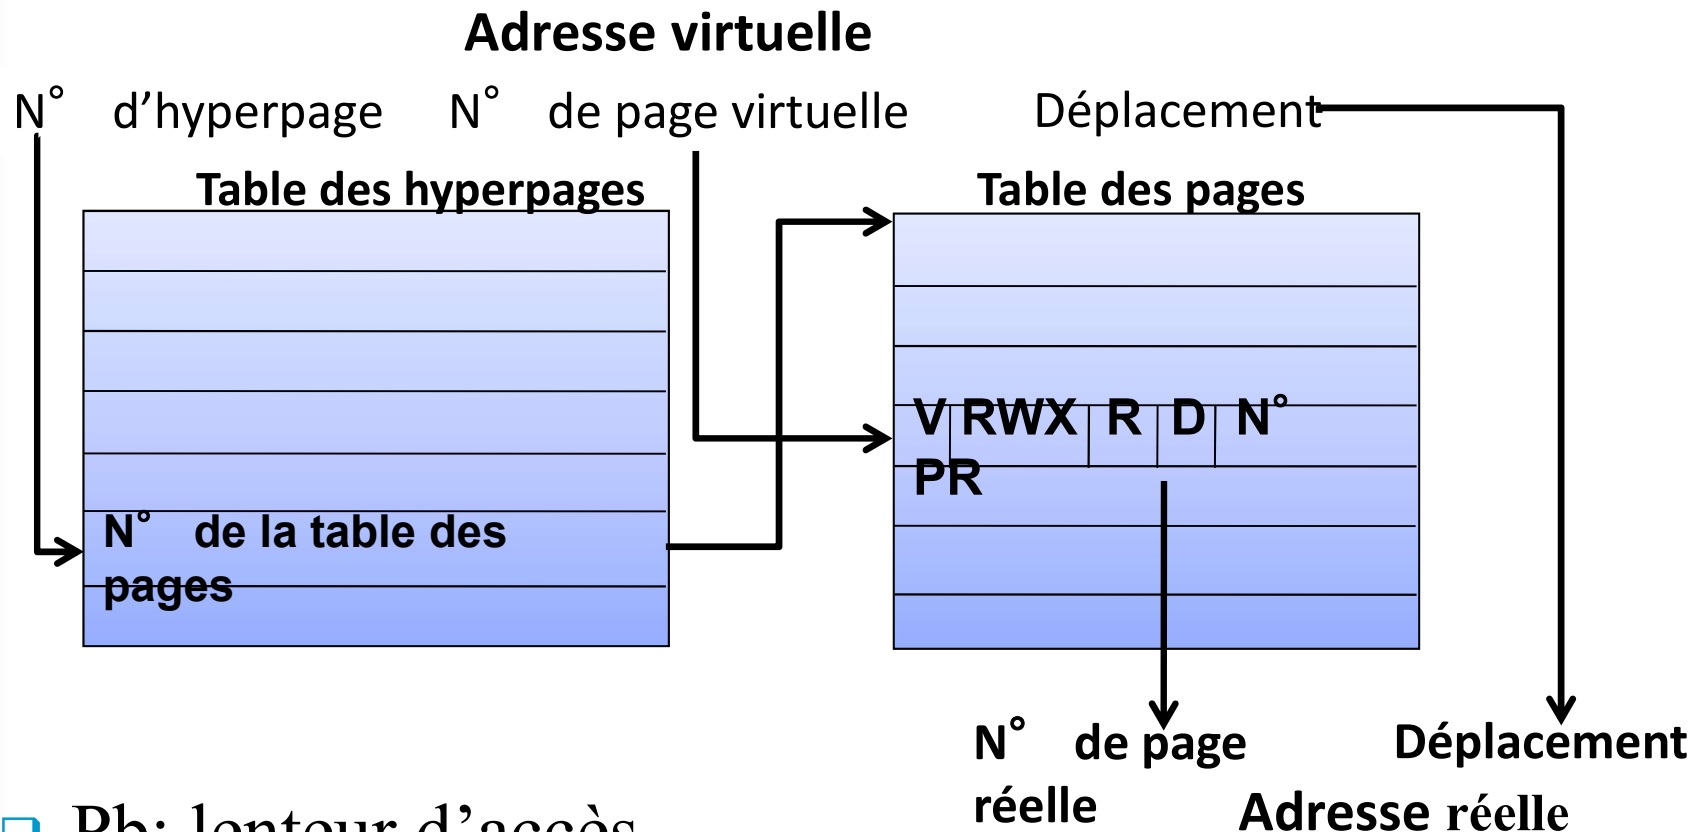 Adresse virtuelle
N° d’hyperpage N° de page virtuelle Déplacement
Table des hyperpages Table des pages
V RWX R D N°
PR
N° de la table des
pages
N° de page Déplacement
réelle Adresse réelle
Pb: lenteur d’accès